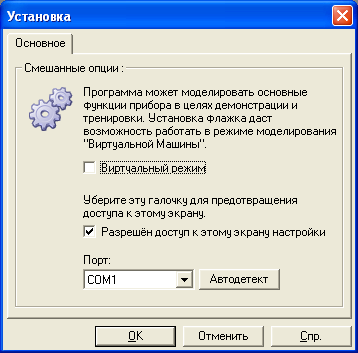 Установка
Основное
Смешанные опции :
Программа может моделировать основные
функции прибора в целях демонстрации и
тренировки. Установка флажка даст
возможность работать в режиме моделирования
"Виртуальной Машины".
Виртуальный режим
Уберите эту галочку для предотвращения
доступа к этому экрану.
Разрешён доступ к этому экрану настройки
Порт:
COM1 Автодетект
OK Отменить Спр.